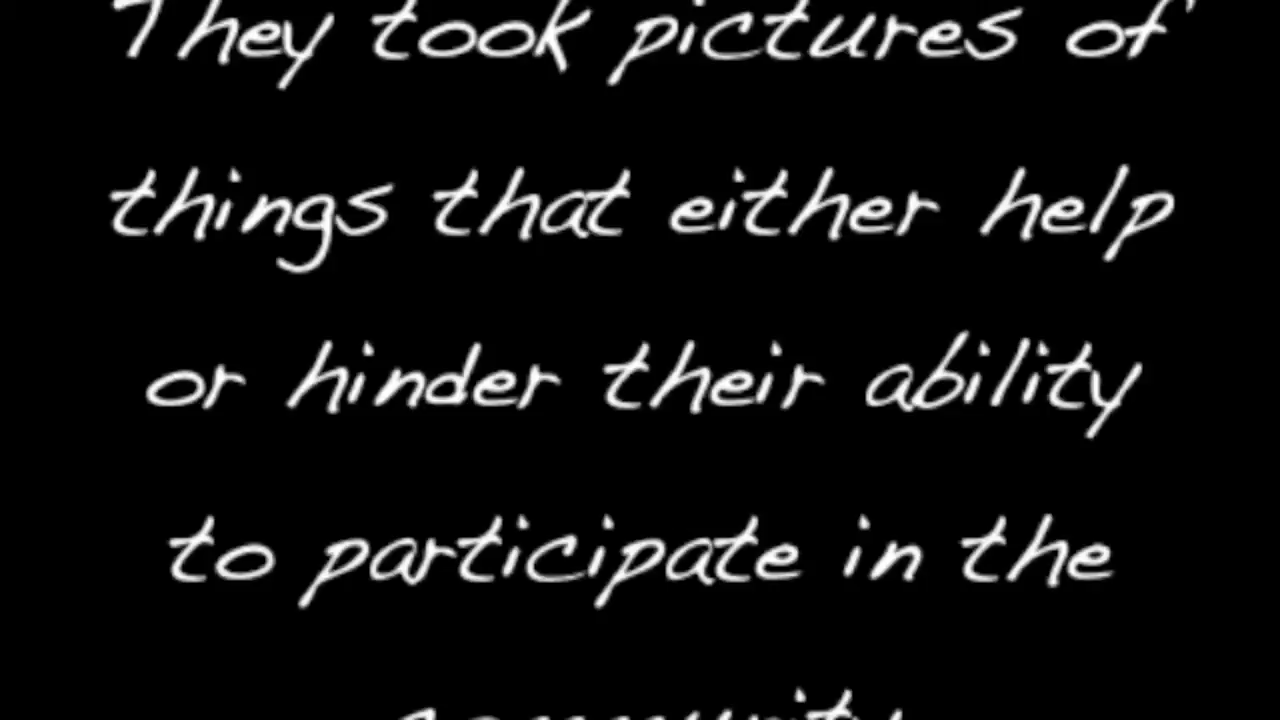 They took pictures of
things that either help
or hinder their ability
to participate in the